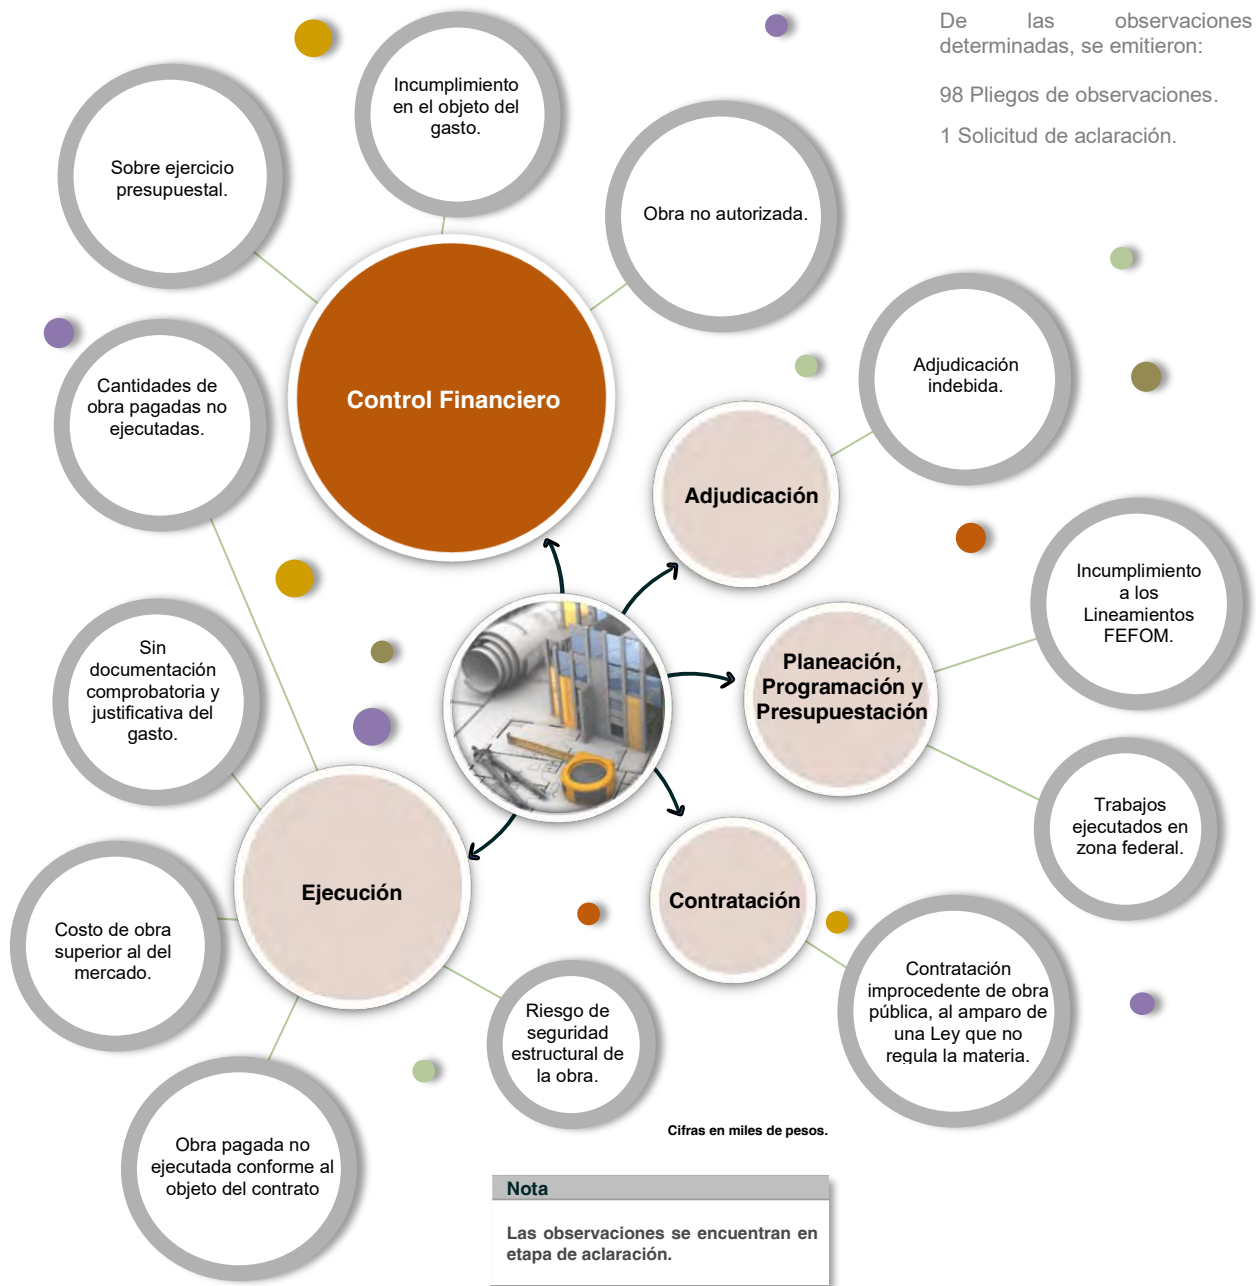 De las observaciones
determinadas, se emitieron:
98 Pliegos de observaciones.
1 Solicitud de aclaración.
Incumplimiento
en el objeto del
gasto.
Sobre ejercicio
presupuestal.
Obra no autorizada.
Control Financiero
Cantidades de
obra pagadas no
ejecutadas.
Adjudicación
indebida.
Adjudicación
Incumplimiento
a los
Lineamientos
FEFOM.
Sin
documentación
comprobatoria y
justificativa del
gasto.
Planeación,
Programación y
Presupuestación
Trabajos
ejecutados en
zona federal.
Ejecución
Contratación
Costo de obra
superior al del
mercado.
Contratación
improcedente de obra
pública, al amparo de
una Ley que no
regula la materia.
Riesgo de
seguridad
estructural de
la obra.
Obra pagada no
ejecutada conforme al
objeto del contrato
Cifras en miles de pesos.
Nota
Las observaciones se encuentran en
etapa de aclaración.